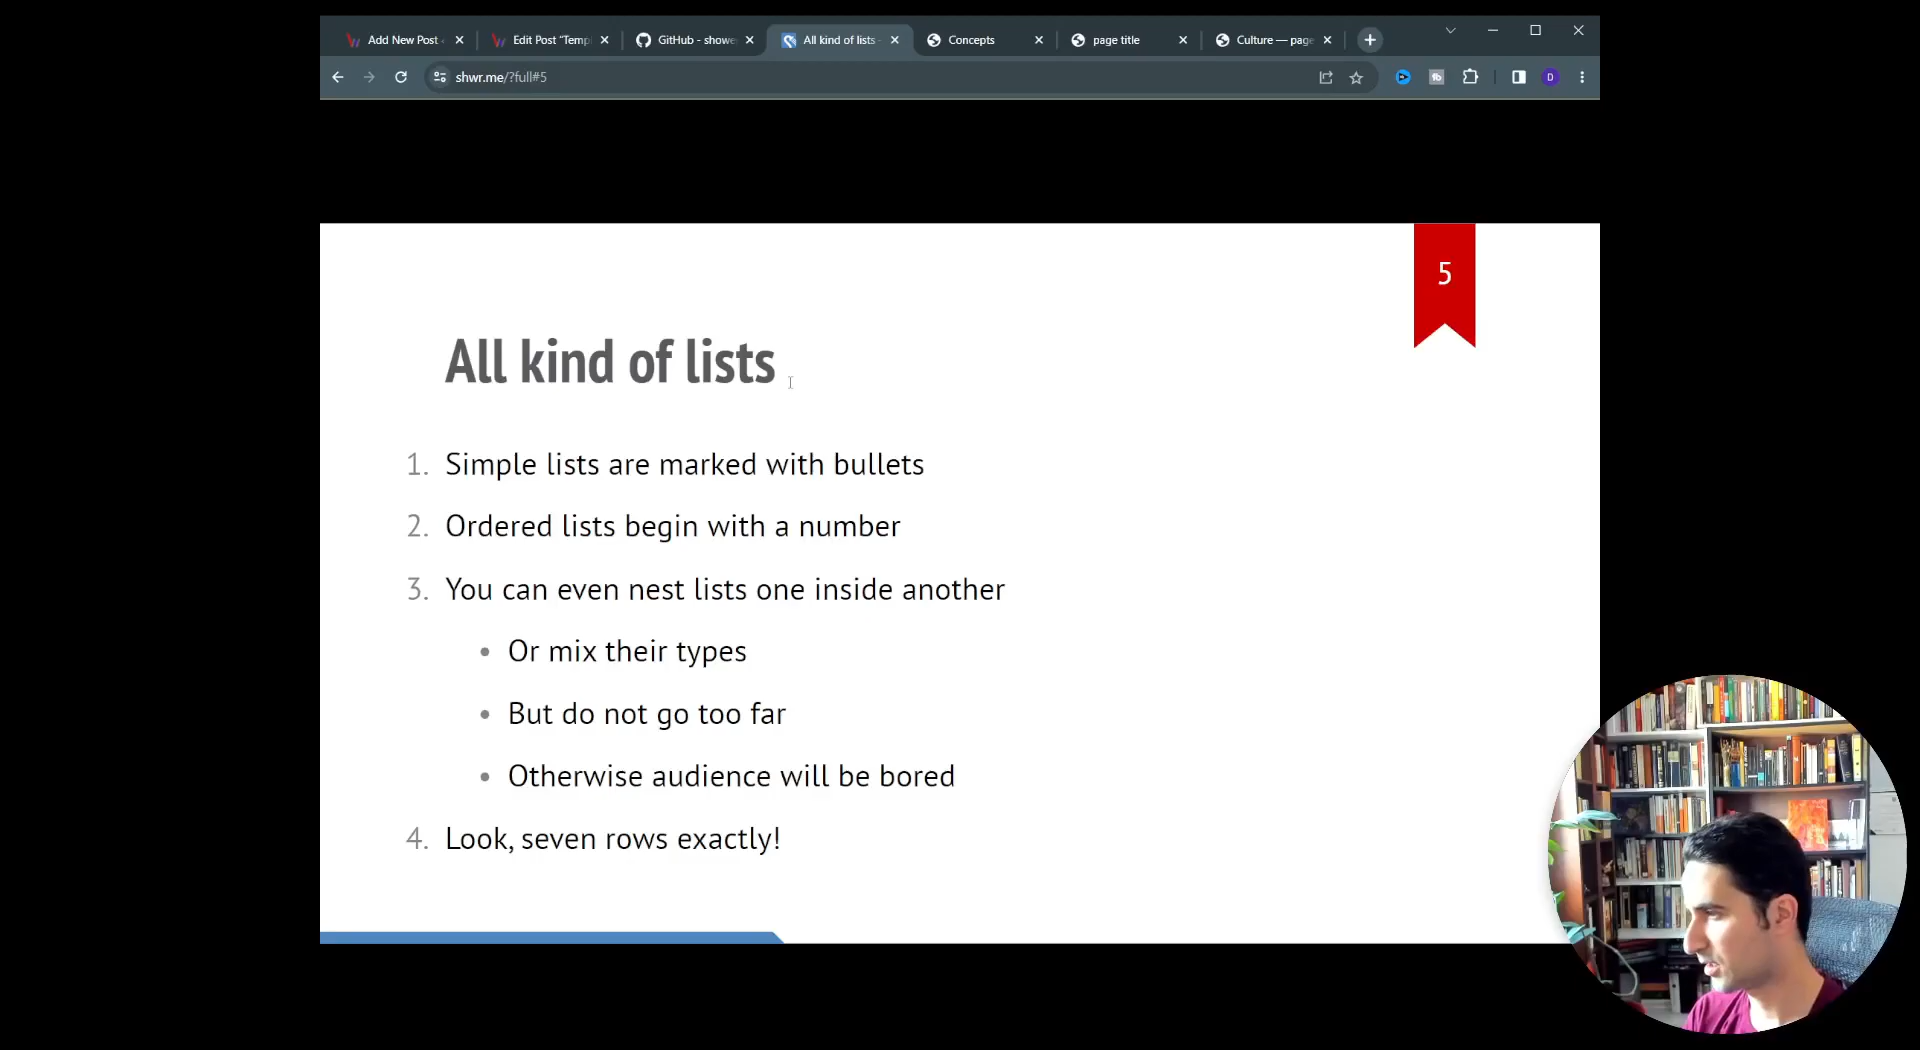 Add New Post
Edit Post “Temp
GitHub - showe
All kind of lists -
Concepts
page title
Culture — page
shwr.me/?full#5
fb
D
5
All kind of lists
1. Simple lists are marked with bullets
2. Ordered lists begin with a number
3. You can even nest lists one inside another
• Or mix their types
• But do not go too far
• Otherwise audience will be bored
4. Look, seven rows exactly!